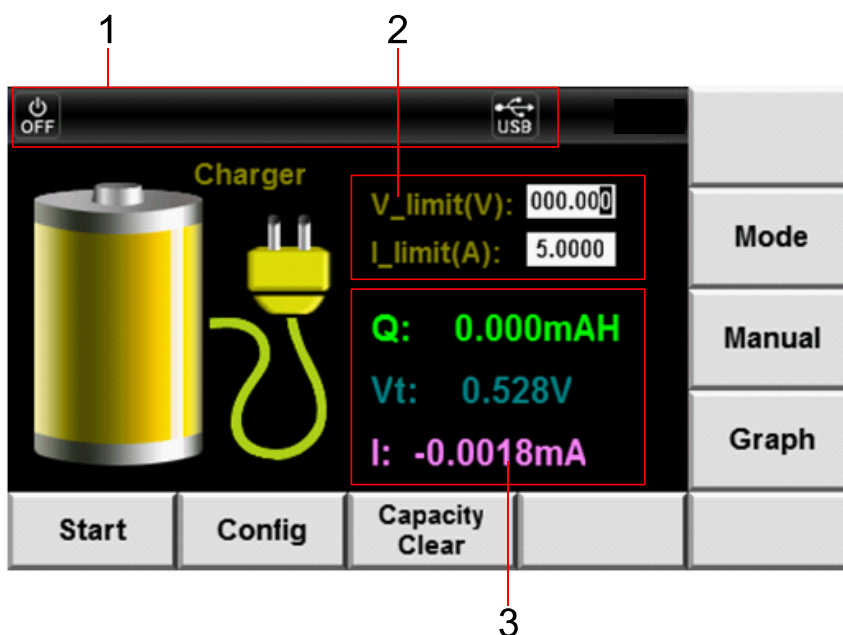 1 2
OFF USB
Charger
V_limit(V): 000.000
I_limit(A): 5.0000
Q: 0.000mAH
Vt: 0.528V
I: -0.0018mA
Mode
Manual
Graph
Start Config Capacity Clear
3